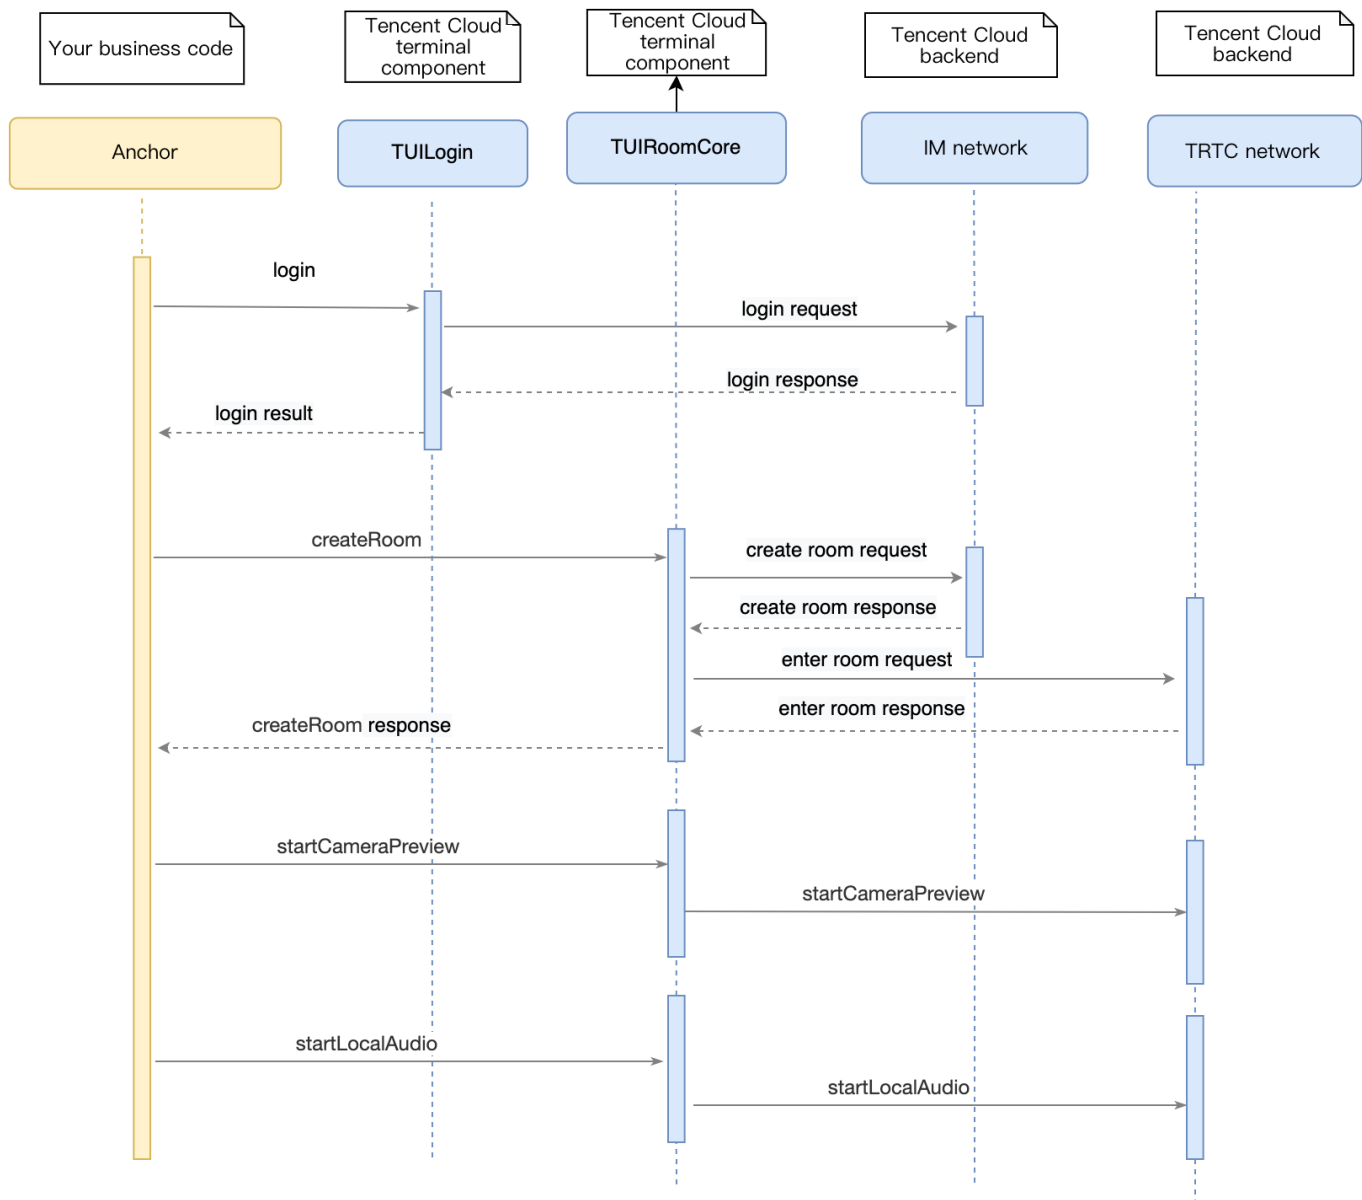 Your business code
Tencent Cloud
terminal
component
Tencent Cloud
terminal
component
Tencent Cloud
backend
Tencent Cloud
backend
Anchor
TUILogin
TUIRoomCore
IM network
TRTC network
login
login request
login response
login result
createRoom
create room request
create room response
enter room request
enter room response
createRoom response
startCameraPreview
startCameraPreview
startLocalAudio
startLocalAudio